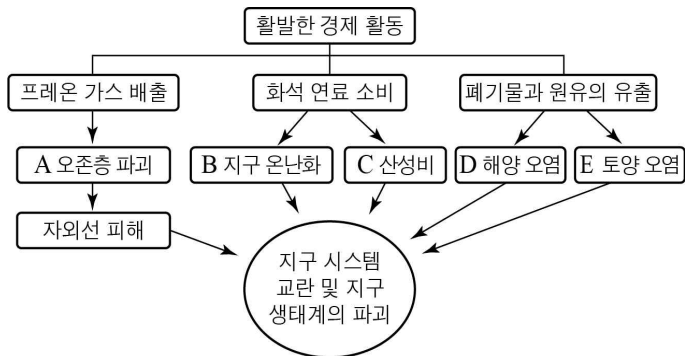 활발한 경제 활동
프레온 가스 배출
화석 연료 소비
폐기물과 원유의 유출
A 오존층 파괴
B 지구 온난화
C 산성비
D 해양 오염
E 토양 오염
자외선 피해
지구 시스템
교란 및 지구
생태계의 파괴